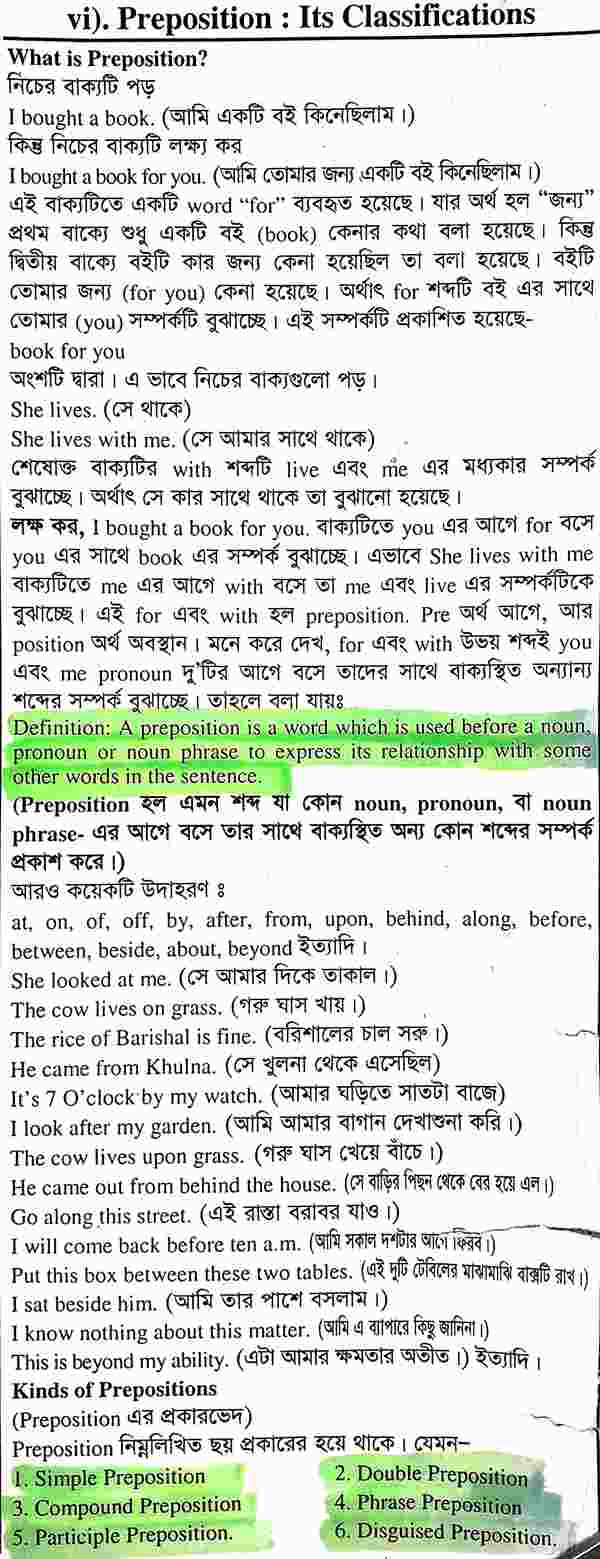 vi). Preposition : Its Classifications
What is Preposition?
নিচের বাক্যটি পড়
I bought a book. (আমি একটি বই কিনেছিলাম।)
কিন্তু নিচের বাক্যটি লক্ষ্য কর
I bought a book for you. (আমি তোমার জন্য একটি বই কিনেছিলাম।)
এই বাক্যটিতে একটি word “for” ব্যবহৃত হয়েছে। যার অর্থ হল “জন্য”
প্রথম বাক্যে শুধু একটি বই (book) কেনার কথা বলা হয়েছে। কিন্তু
দ্বিতীয় বাক্যে বইটি কার জন্য কেনা হয়েছিল তা বলা হয়েছে। বইটি
তোমার জন্য (for you) কেনা হয়েছে। অর্থাৎ for শব্দটি বই এর সাথে
তোমার (you) সম্পর্কটি বুঝাচ্ছে। এই সম্পর্কটি প্রকাশিত হয়েছে-
book for you
অংশটি দ্বারা। এ ভাবে নিচের বাক্যগুলো পড়।
She lives. (সে থাকে)
She lives with me. (সে আমার সাথে থাকে)
শেষোক্ত বাক্যটির with শব্দটি live এবং me এর মধ্যকার সম্পর্ক
বুঝাচ্ছে। অর্থাৎ সে কার সাথে থাকে তা বুঝানো হয়েছে।
লক্ষ কর, I bought a book for you. বাক্যটিতে you এর আগে for বসে
you এর সাথে book এর সম্পর্ক বুঝাচ্ছে। এভাবে She lives with me
বাক্যটিতে me এর আগে with বসে তা me এবং live এর সম্পর্কটিকে
বুঝাচ্ছে। এই for এবং with হল preposition. Pre অর্থ আগে, আর
position অর্থ অবস্থান। মনে করে দেখ, for এবং with উভয় শব্দই you
এবং me pronoun দু'টির আগে বসে তাদের সাথে বাক্যস্থিত অন্যান্য
শব্দের সম্পর্ক বুঝাচ্ছে। তাহলে বলা যায়ঃ
Definition: A preposition is a word which is used before a noun,
pronoun or noun phrase to express its relationship with some
other words in the sentence.
(Preposition হল এমন শব্দ যা কোন noun, pronoun, বা noun
phrase- এর আগে বসে তার সাথে বাক্যস্থিত অন্য কোন শব্দের সম্পর্ক
প্রকাশ করে।)
আরও কয়েকটি উদাহরণ ঃ
at, on, of, off, by, after, from, upon, behind, along, before,
between, beside, about, beyond ইত্যাদি।
She looked at me. (সে আমার দিকে তাকাল।)
The cow lives on grass. (গরু ঘাস খায়।)
The rice of Barishal is fine. (বরিশালের চাল সরু।)
He came from Khulna. (সে খুলনা থেকে এসেছিল)
It's 7 O'clock by my watch. (আমার ঘড়িতে সাতটা বাজে)
I look after my garden. (আমি আমার বাগান দেখাশুনা করি।)
The cow lives upon grass. (গরু ঘাস খেয়ে বাঁচে।)
He came out from behind the house. (সে বাড়ির পিছন থেকে বের হয়ে এল।)
Go along this street. (এই রাস্তা বরাবর যাও।)
I will come back before ten a.m. (আমি সকাল দশটার আগে ফিরব।)
Put this box between these two tables. (এই দুটি টেবিলের মাঝামাঝি বাক্সটি রাখ।)
I sat beside him. (আমি তার পাশে বসলাম।)
I know nothing about this matter. (আমি এ ব্যাপারে কিছু জানিনা।)
This is beyond my ability. (এটা আমার ক্ষমতার অতীত।) ইত্যাদি।
Kinds of Prepositions
(Preposition এর প্রকারভেদ)
Preposition নিম্নলিখিত ছয় প্রকারের হয়ে থাকে। যেমন–
1. Simple Preposition 2. Double Preposition
3. Compound Preposition 4. Phrase Preposition
5. Participle Preposition. 6. Disguised Preposition.